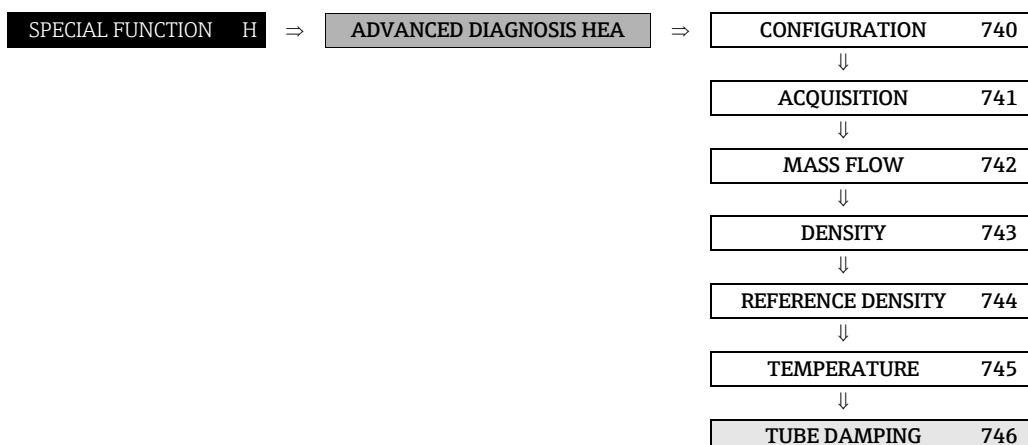 SPECIAL FUNCTION H ⇒ ADVANCED DIAGNOSIS HEA ⇒ CONFIGURATION 740
⇓
ACQUISITION 741
⇓
MASS FLOW 742
⇓
DENSITY 743
⇓
REFERENCE DENSITY 744
⇓
TEMPERATURE 745
⇓
TUBE DAMPING 746